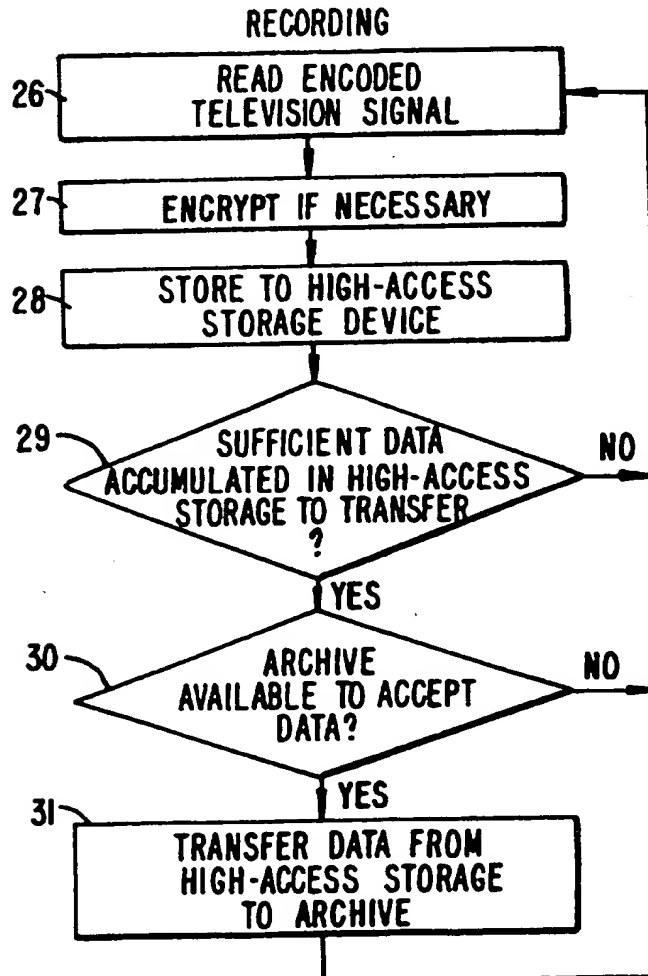 RECORDING
26
READ ENCODED
TELEVISION SIGNAL
27
ENCRYPT IF NECESSARY
28
STORE TO HIGH-ACCESS
STORAGE DEVICE
29
SUFFICIENT DATA
ACCUMULATED IN HIGH-ACCESS
STORAGE TO TRANSFER
?
NO
YES
30
ARCHIVE
AVAILABLE TO ACCEPT
DATA?
NO
YES
31
TRANSFER DATA FROM
HIGH-ACCESS STORAGE
TO ARCHIVE